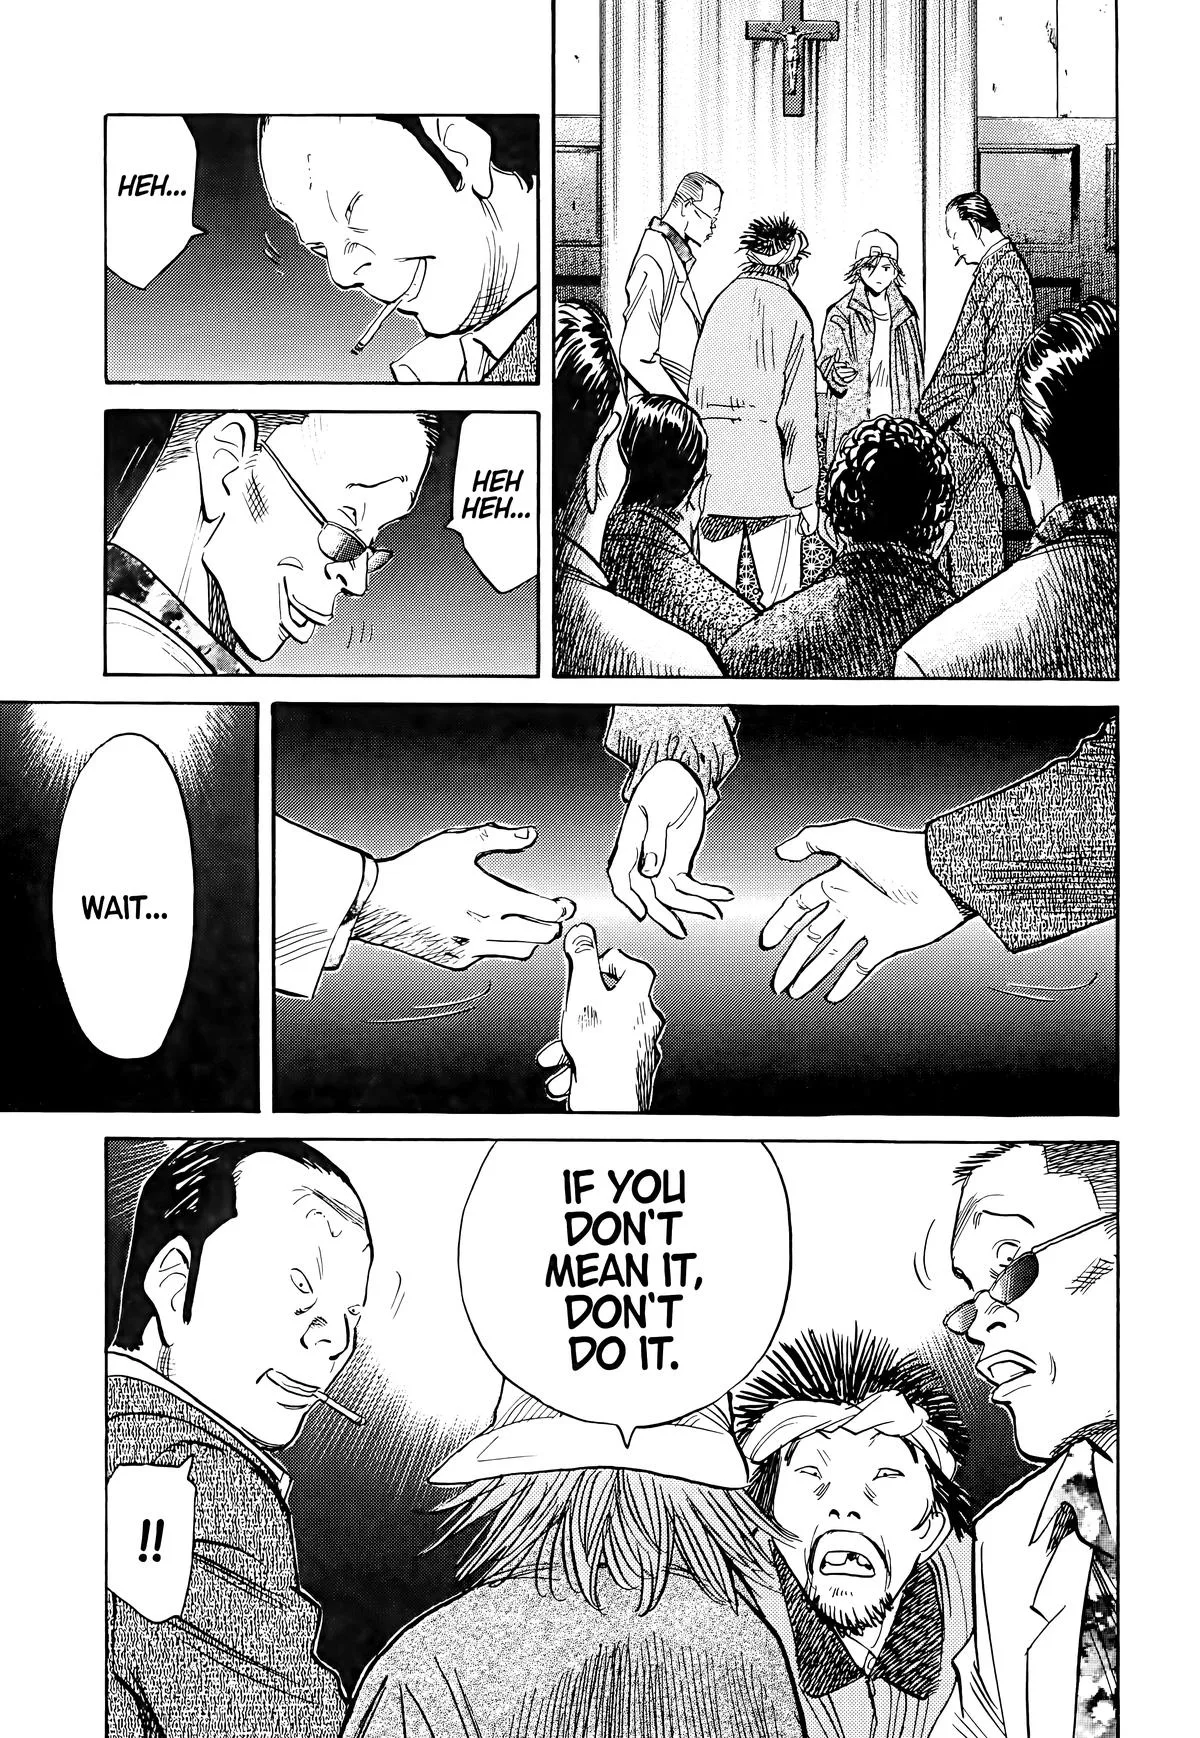 HEH...
HEH
HEH...
WAIT...
IF YOU
DON'T
MEAN IT,
DON'T
DO IT.
!!